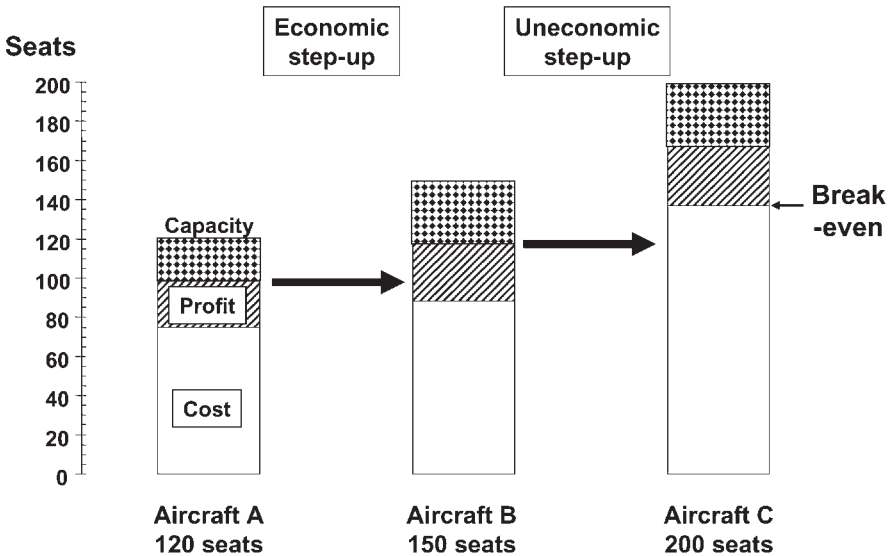 Economic
step-up
Uneconomic
step-up
Seats
200
180
160
140
120
100
80
60
40
20
0
Capacity
Profit
Cost
Break
-even
Aircraft A
120 seats
Aircraft B
150 seats
Aircraft C
200 seats